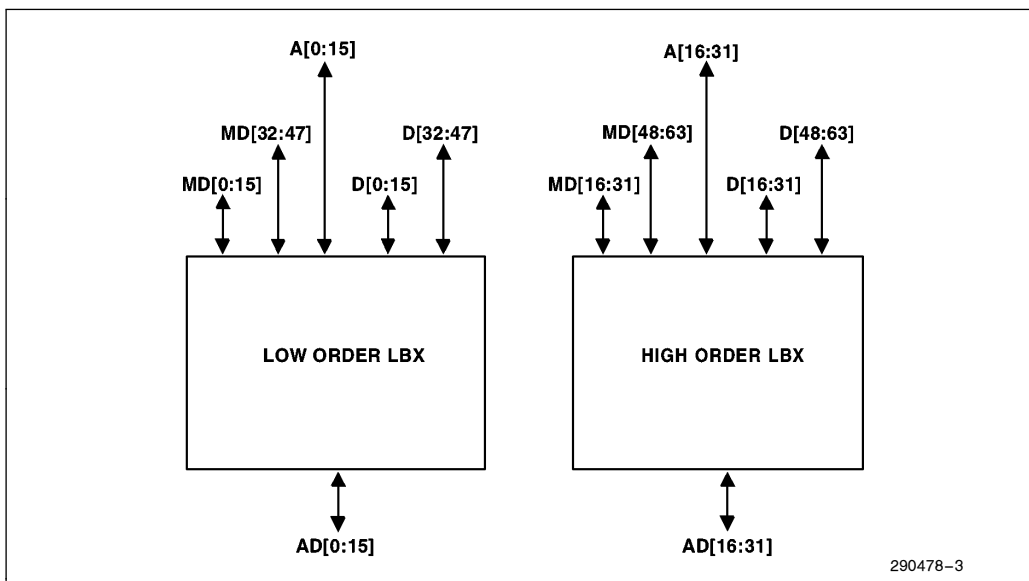 A[0:15]
A[16:31]
MD[32:47]
D[32:47]
MD[48:63]
D[48:63]
MD[0:15]
D[0:15]
MD[16:31]
D[16:31]
LOW ORDER LBX
HIGH ORDER LBX
AD[0:15]
AD[16:31]
290478–3